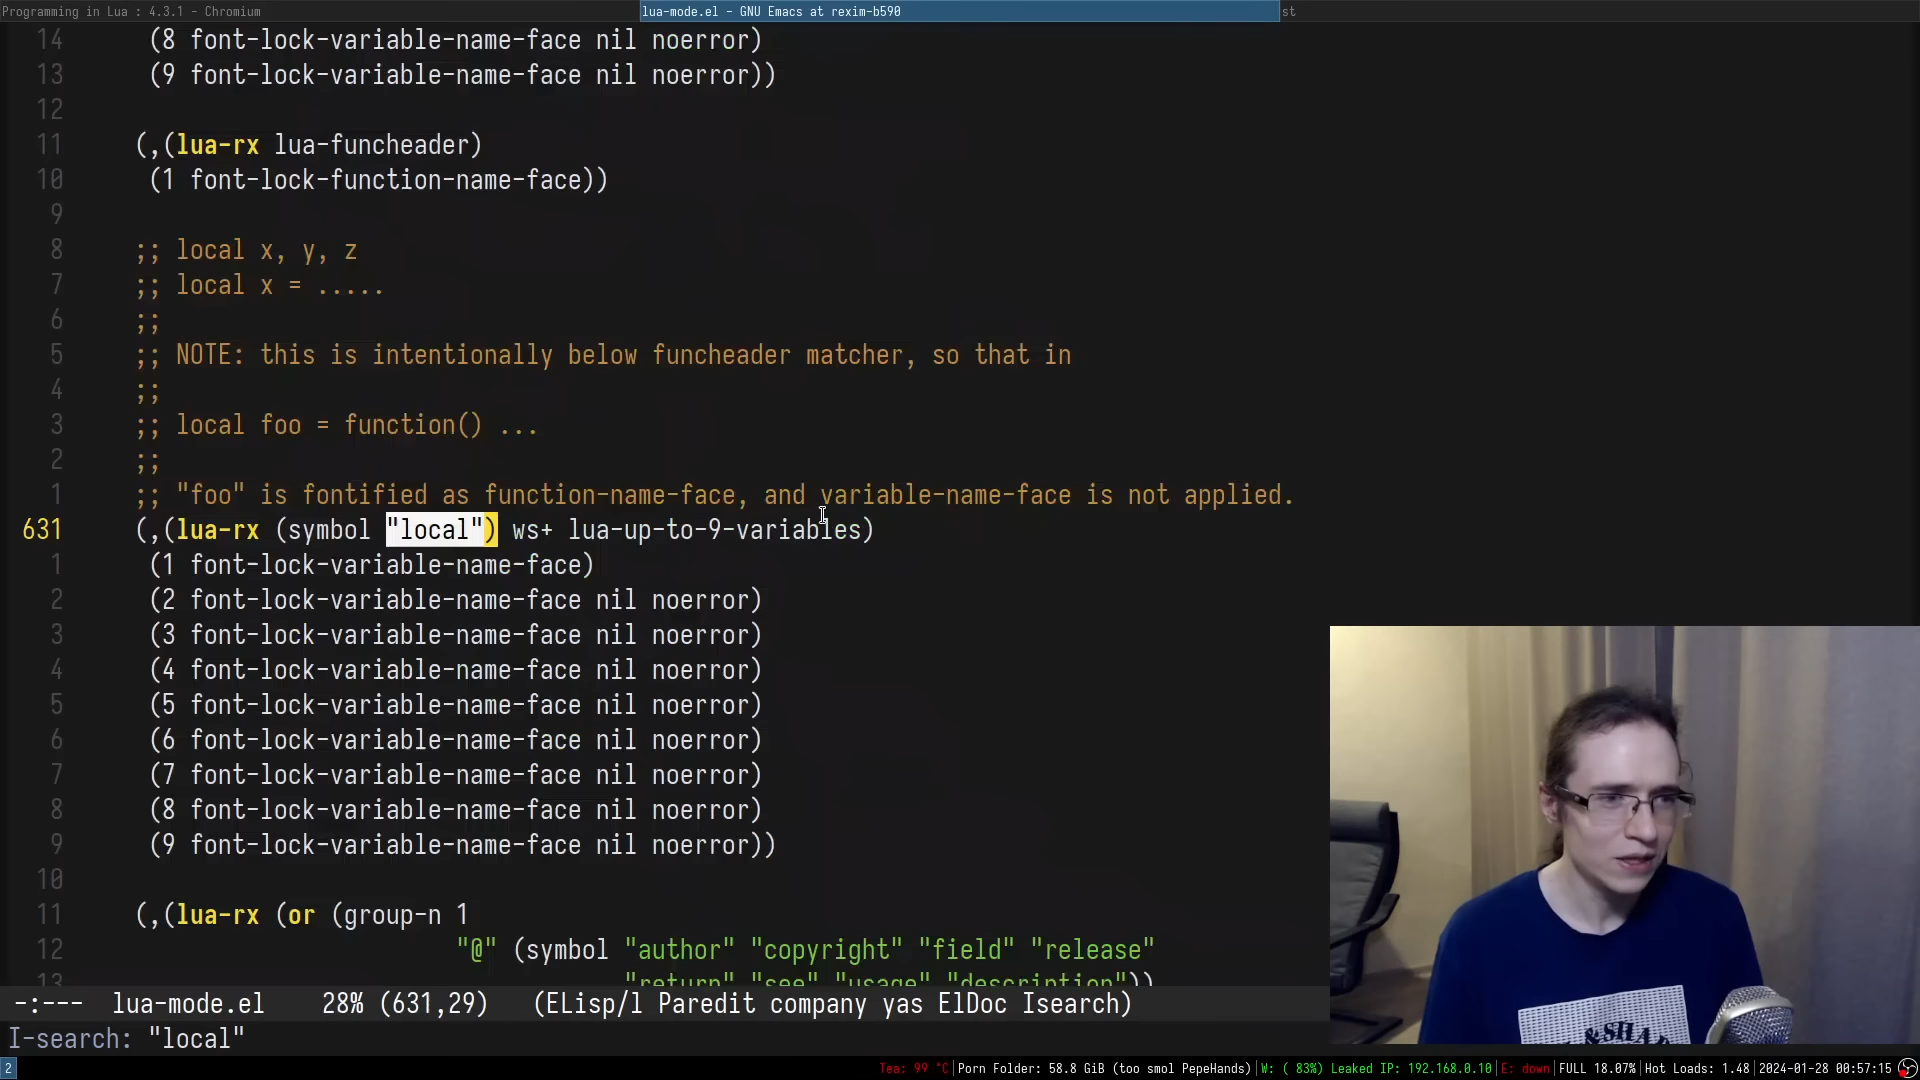 Programming in Lua : 4.3.1 - Chromium
lua-mode.el - GNU Emacs at rexim-b590
st
14 (8 font-lock-variable-name-face nil noerror)
13 (9 font-lock-variable-name-face nil noerror))
12
11 (,(lua-rx lua-funcheader)
10 (1 font-lock-function-name-face))
9
8 ;; local x, y, z
7 ;; local x = .....
6 ;;
5 ;; NOTE: this is intentionally below funcheader matcher, so that in
4 ;;
3 ;; local foo = function() ...
2 ;;
1 ;; "foo" is fontified as function-name-face, and variable-name-face is not applied.
631 (,(lua-rx (symbol "local") ws+ lua-up-to-9-variables)
1 (1 font-lock-variable-name-face)
2 (2 font-lock-variable-name-face nil noerror)
3 (3 font-lock-variable-name-face nil noerror)
4 (4 font-lock-variable-name-face nil noerror)
5 (5 font-lock-variable-name-face nil noerror)
6 (6 font-lock-variable-name-face nil noerror)
7 (7 font-lock-variable-name-face nil noerror)
8 (8 font-lock-variable-name-face nil noerror)
9 (9 font-lock-variable-name-face nil noerror))
10
11 (,(lua-rx (or (group-n 1
12 "@" (symbol "author" "copyright" "field" "release"
13 "return" "see" "usage" "description"))
-:--- lua-mode.el 28% (631,29) (ELisp/l Paredit company yas ElDoc Isearch)
I-search: "local"
2
Tea: 99 °C|Porn Folder: 58.8 GiB (too smol PepeHands)|W: ( 83%) Leaked IP: 192.168.0.10|E: down|FULL 18.07%|Hot Loads: 1.48|2024-01-28 00:57:15